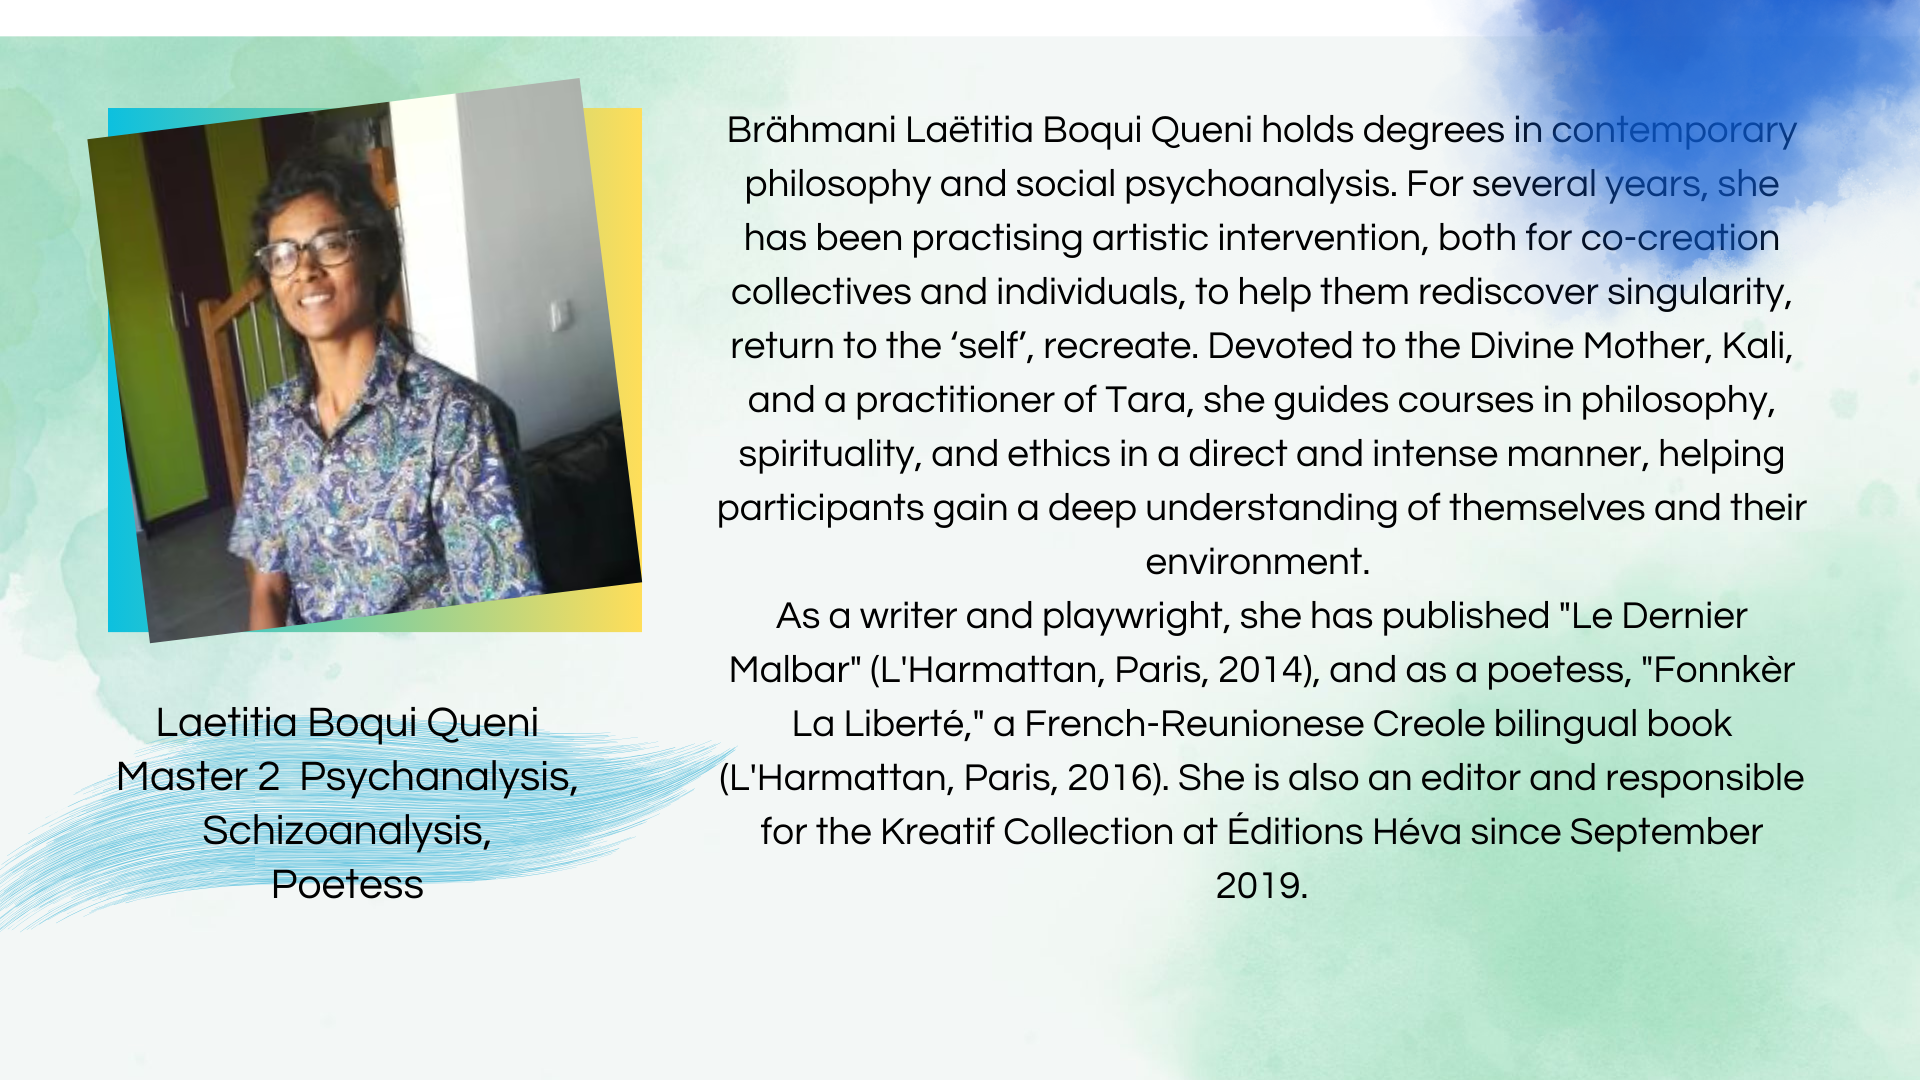 Brähmani Laëtitia Boqui Queni holds degrees in contemporary
philosophy and social psychoanalysis. For several years, she
has been practising artistic intervention, both for co-creation
collectives and individuals, to help them rediscover singularity,
return to the ‘self’, recreate. Devoted to the Divine Mother, Kali,
and a practitioner of Tara, she guides courses in philosophy,
spirituality, and ethics in a direct and intense manner, helping
participants gain a deep understanding of themselves and their
environment.
As a writer and playwright, she has published "Le Dernier
Malbar" (L'Harmattan, Paris, 2014), and as a poetess, "Fonnkèr
La Liberté," a French-Reunionese Creole bilingual book
(L'Harmattan, Paris, 2016). She is also an editor and responsible
for the Kreatif Collection at Éditions Héva since September
2019.
Laetitia Boqui Queni
Master 2  Psychanalysis,
Schizoanalysis,
Poetess